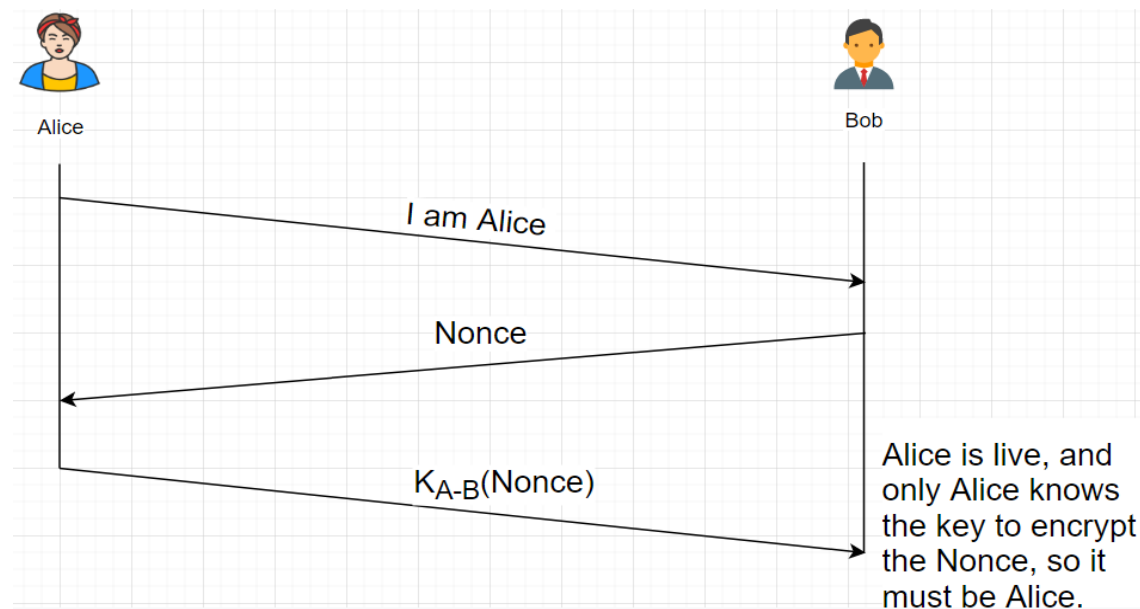 Alice
Bob
I am Alice
Nonce
K_A-B(Nonce)
Alice is live, and
only Alice knows
the key to encrypt
the Nonce, so it
must be Alice.